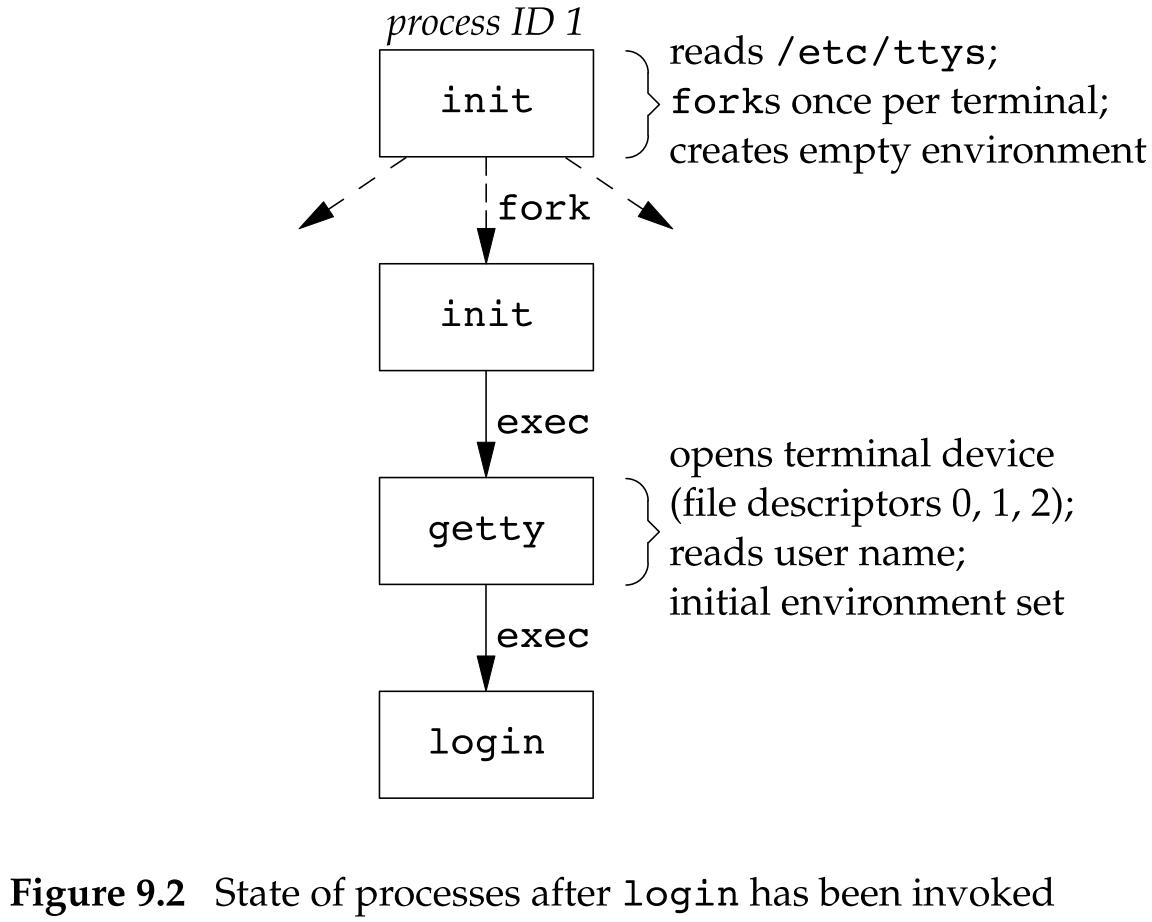 process ID 1
init
reads /etc/ttys;
forks once per terminal;
creates empty environment
fork
init
exec
getty
opens terminal device
(file descriptors 0, 1, 2);
reads user name;
initial environment set
exec
login
Figure 9.2 State of processes after login has been invoked